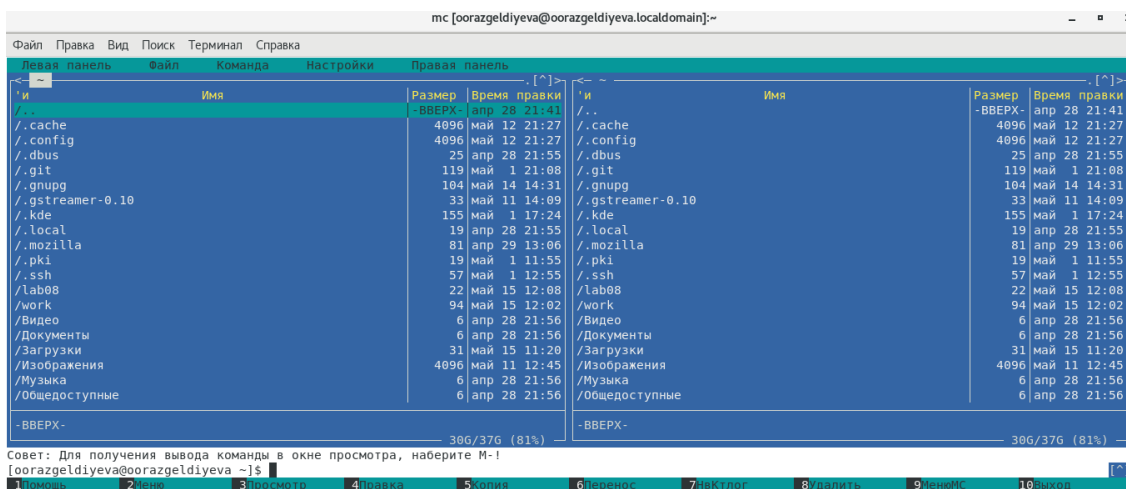 mc [oorazgeldiyeva@oorazgeldiyeva.localdomain]:~
Файл Правка Вид Поиск Терминал Справка
Левая панель Файл Команда Настройки Правая панель
<— ~ .[^]> <— ~ .[^]>
'и Имя Размер Время правки 'и Имя Размер Время правки
/.. -ВВЕРХ- апр 28 21:41 /.. -ВВЕРХ- апр 28 21:41
/.cache 4096 май 12 21:27 /.cache 4096 май 12 21:27
/.config 4096 май 12 21:27 /.config 4096 май 12 21:27
/.dbus 25 апр 28 21:55 /.dbus 25 апр 28 21:55
/.git 119 май 1 21:08 /.git 119 май 1 21:08
/.gnupg 104 май 14 14:31 /.gnupg 104 май 14 14:31
/.gstreamer-0.10 33 май 11 14:09 /.gstreamer-0.10 33 май 11 14:09
/.kde 155 май 1 17:24 /.kde 155 май 1 17:24
/.local 19 апр 28 21:55 /.local 19 апр 28 21:55
/.mozilla 81 апр 29 13:06 /.mozilla 81 апр 29 13:06
/.pki 19 май 1 11:55 /.pki 19 май 1 11:55
/.ssh 57 май 1 12:55 /.ssh 57 май 1 12:55
/lab08 22 май 15 12:08 /lab08 22 май 15 12:08
/work 94 май 15 12:02 /work 94 май 15 12:02
/Видео 6 апр 28 21:56 /Видео 6 апр 28 21:56
/Документы 6 апр 28 21:56 /Документы 6 апр 28 21:56
/Загрузки 31 май 15 11:20 /Загрузки 31 май 15 11:20
/Изображения 4096 май 11 12:45 /Изображения 4096 май 11 12:45
/Музыка 6 апр 28 21:56 /Музыка 6 апр 28 21:56
/Общедоступные 6 апр 28 21:56 /Общедоступные 6 апр 28 21:56
-ВВЕРХ- -ВВЕРХ-
30G/37G (81%) 30G/37G (81%)
Совет: Для получения вывода команды в окне просмотра, наберите M-!
[oorazgeldiyeva@oorazgeldiyeva ~]$ [^
1Помощь 2Меню 3Просмотр 4Правка 5Копия 6Перенос 7НвКтлог 8Удалить 9МенюMC 10Выход